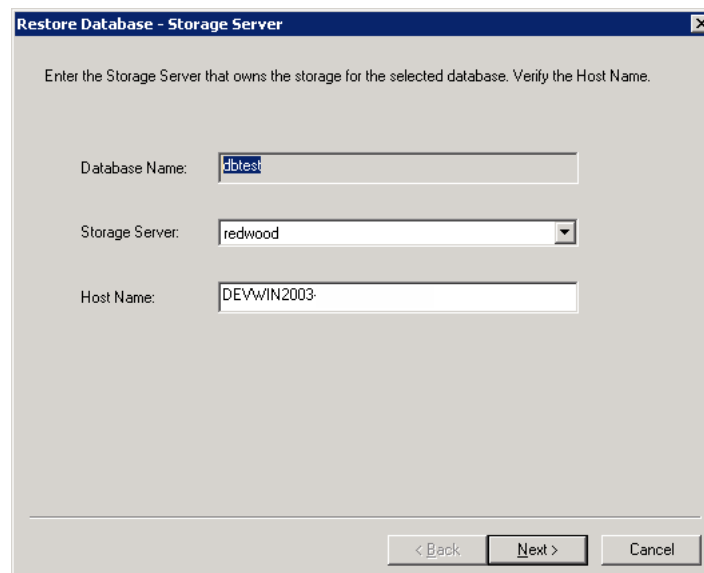 Restore Database - Storage Server
Enter the Storage Server that owns the storage for the selected database. Verify the Host Name.
Database Name: dbtest
Storage Server: redwood
Host Name: DEVWIN2003-
< Back Next > Cancel